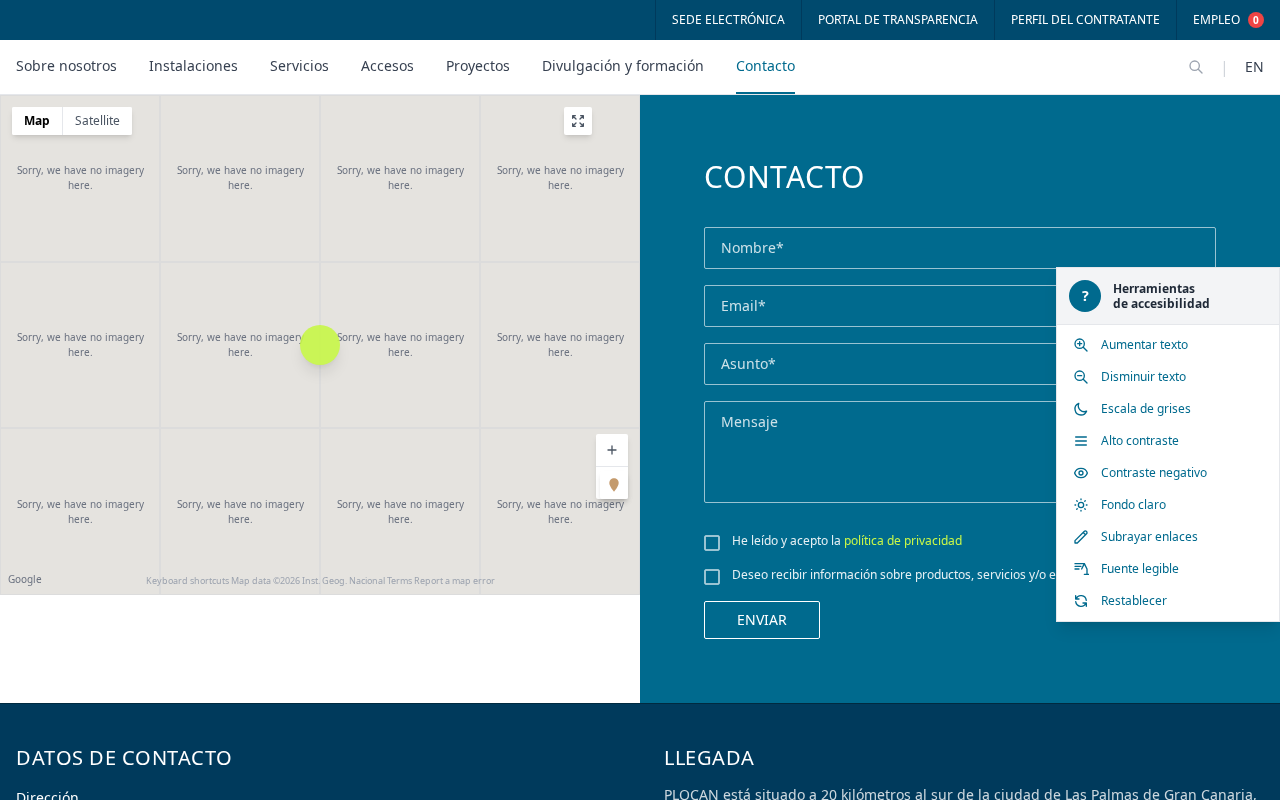 SEDE ELECTRÓNICA PORTAL DE TRANSPARENCIA PERFIL DEL CONTRATANTE EMPLEO 0
Sobre nosotros Instalaciones Servicios Accesos Proyectos Divulgación y formación Contacto | EN
Map Satellite
Sorry, we have no imagery here.
Sorry, we have no imagery here.
Sorry, we have no imagery here.
Sorry, we have no imagery here.
Sorry, we have no imagery here.
Sorry, we have no imagery here.
Sorry, we have no imagery here.
Sorry, we have no imagery here.
Sorry, we have no imagery here.
Sorry, we have no imagery here.
Sorry, we have no imagery here.
Sorry, we have no imagery here.
+
Google
Keyboard shortcuts Map data ©2026 Inst. Geog. Nacional Terms Report a map error
CONTACTO
Nombre*
Email*
Asunto*
Mensaje
He leído y acepto la política de privacidad
Deseo recibir información sobre productos, servicios y/o
ENVIAR
?
Herramientas
de accesibilidad
Aumentar texto
Disminuir texto
Escala de grises
Alto contraste
Contraste negativo
Fondo claro
Subrayar enlaces
Fuente legible
Restablecer
DATOS DE CONTACTO
Dirección
LLEGADA
PLOCAN está situado a 20 kilómetros al sur de la ciudad de Las Palmas de Gran Canaria,